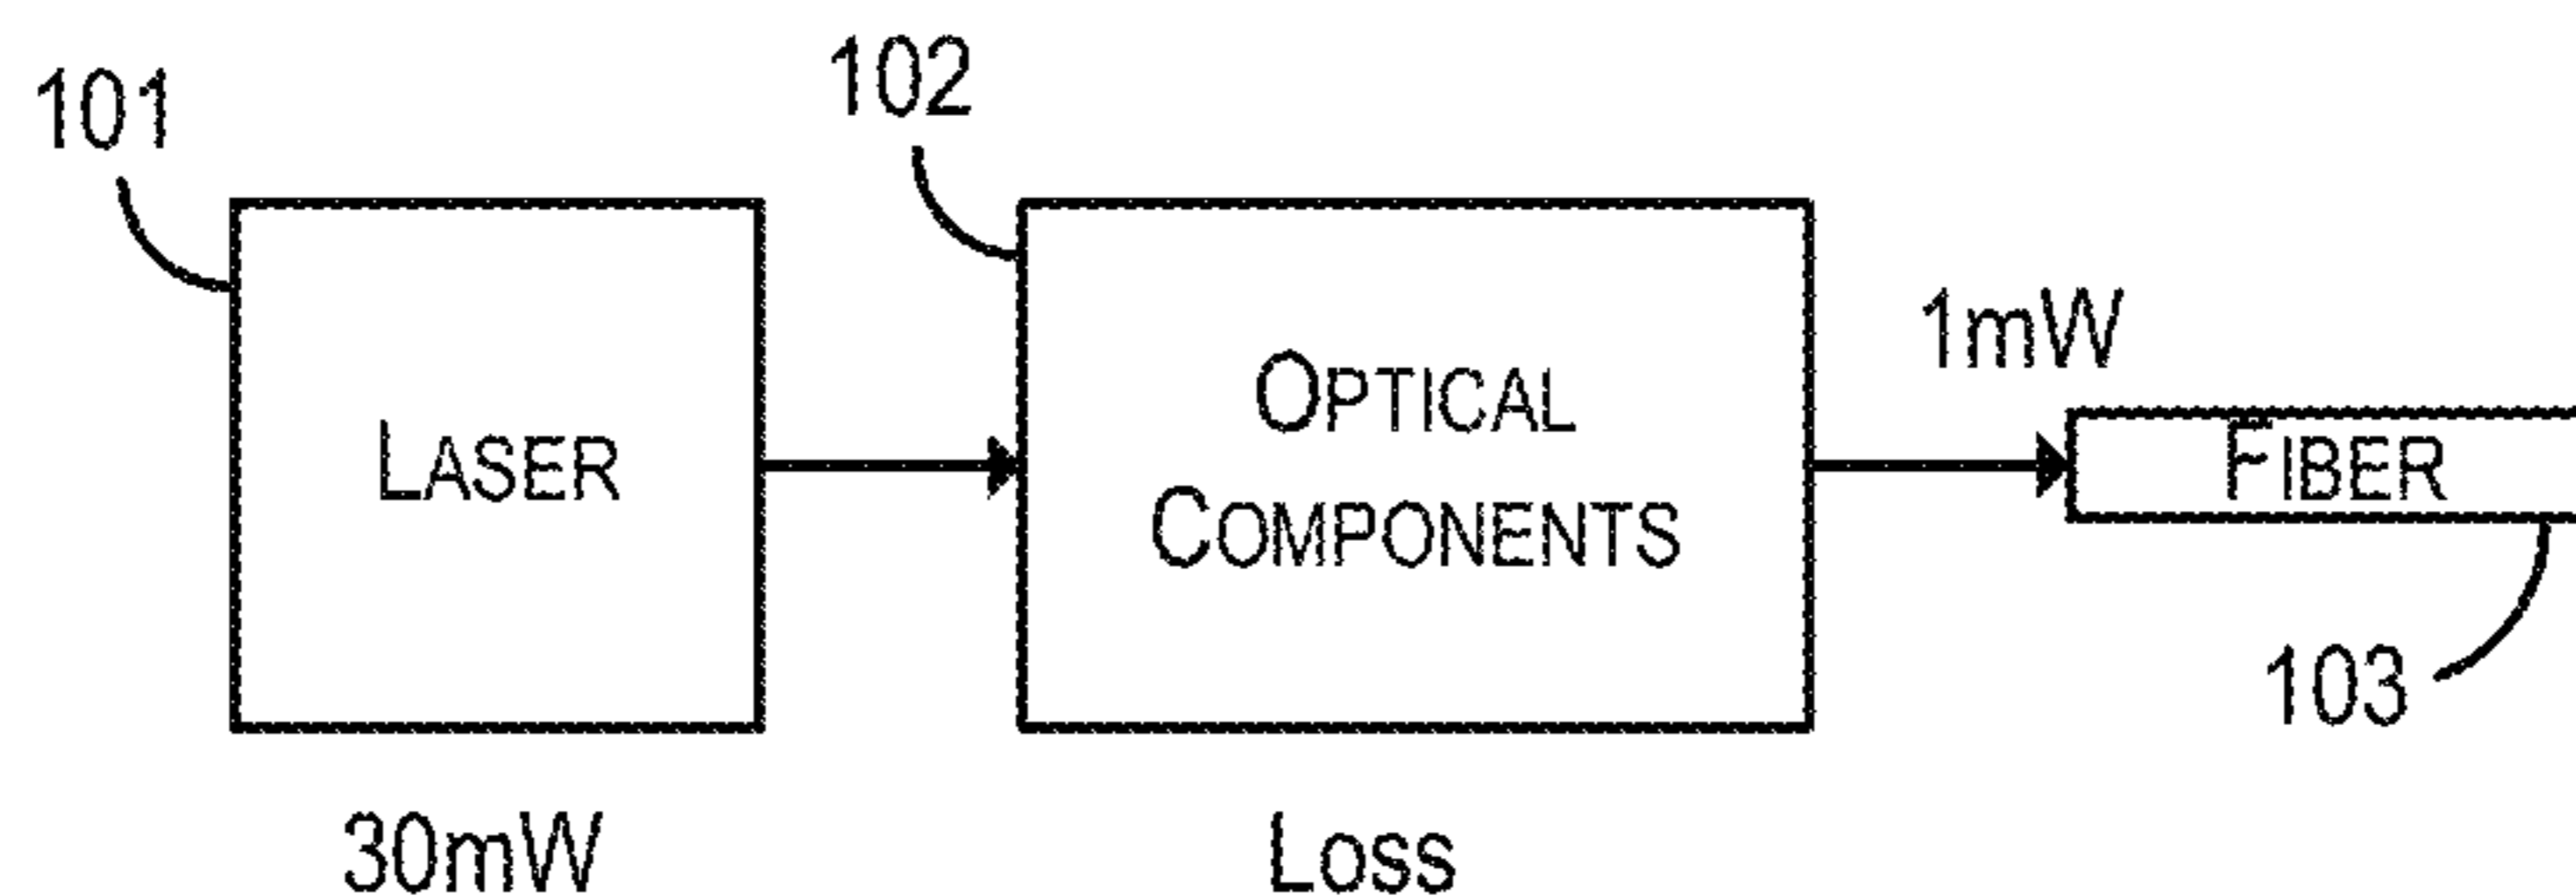 101
102
LASER
OPTICAL
COMPONENTS
1mW
FIBER
103
30mW
LOSS